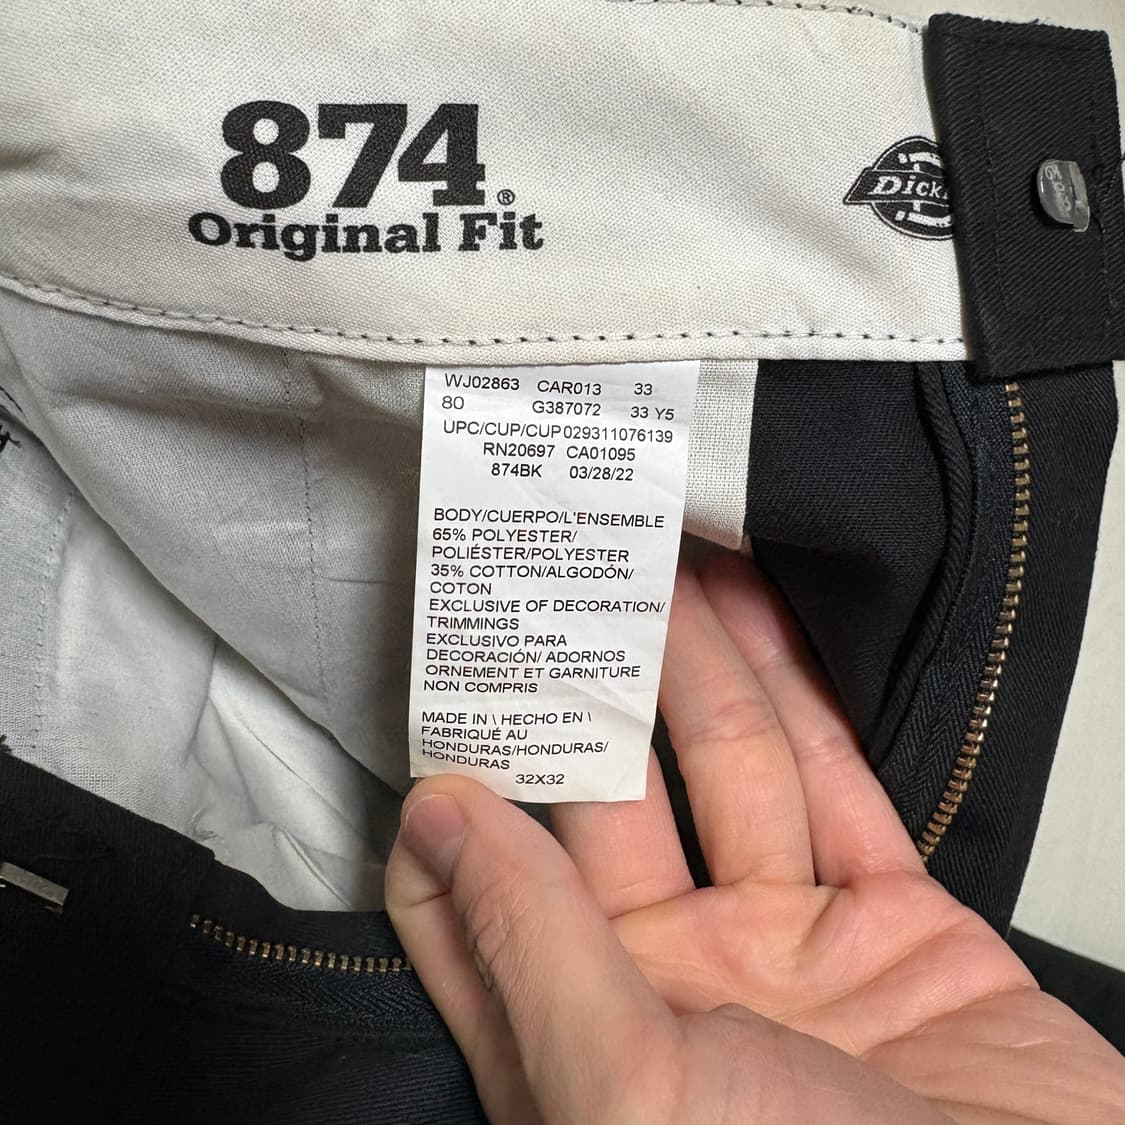 874®
Original Fit
WJ02863 CAR013 33
80 G387072 33 Y5
UPC/CUP/CUP029311076139
RN20697 CA01095
874BK 03/28/22
BODY/CUERPO/L'ENSEMBLE
65% POLYESTER/
POLIÉSTER/POLYESTER
35% COTTON/ALGODÓN/
COTON
EXCLUSIVE OF DECORATION/
TRIMMINGS
EXCLUSIVO PARA
DECORACIÓN/ ADORNOS
ORNEMENT ET GARNITURE
NON COMPRIS
MADE IN \ HECHO EN \
FABRIQUÉ AU
HONDURAS/HONDURAS/
HONDURAS
32X32